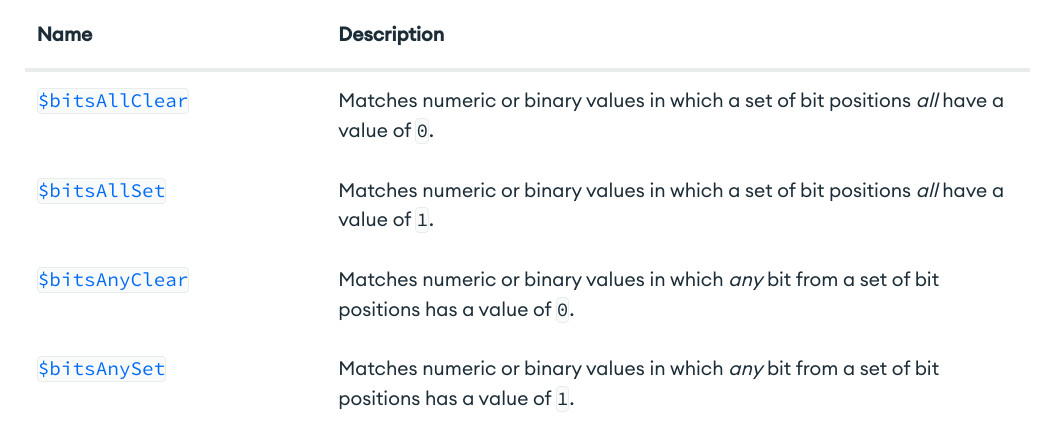 Name Description
$bitsAllClear Matches numeric or binary values in which a set of bit positions all have a
value of 0.
$bitsAllSet Matches numeric or binary values in which a set of bit positions all have a
value of 1.
$bitsAnyClear Matches numeric or binary values in which any bit from a set of bit
positions has a value of 0.
$bitsAnySet Matches numeric or binary values in which any bit from a set of bit
positions has a value of 1.